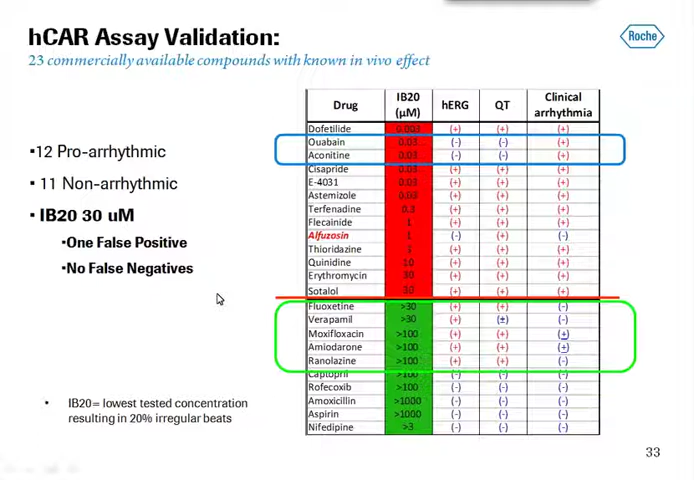 hCAR Assay Validation:
Roche
23 commercially available compounds with known in vivo effect
▪12 Pro-arrhythmic
▪ 11 Non-arrhythmic
▪ IB20 30 uM
▪One False Positive
▪No False Negatives
• IB20= lowest tested concentration
resulting in 20% irregular beats
Drug IB20 (µM) hERG QT Clinical arrhythmia
Dofetilide 0.003 (+) (+) (+)
Ouabain 0.03 (-) (-) (+)
Aconitine 0.03 (-) (-) (+)
Cisapride 0.03 (+) (+) (+)
E-4031 0.03 (+) (+) (+)
Astemizole 0.03 (+) (+) (+)
Terfenadine 0.3 (+) (+) (+)
Flecainide 1 (+) (+) (+)
Alfuzosin 1 (-) (+) (-)
Thioridazine (+) (+) (+)
Quinidine 10 (+) (+) (+)
Erythromycin 30 (+) (+) (+)
Sotalol 30 (+) (+) (+)
Fluoxetine >30 (+) (+) (-)
Verapamil >30 (+) (±) (-)
Moxifloxacin >100 (+) (+) (±)
Amiodarone >100 (+) (+) (±)
Ranolazine >100 (+) (+) (-)
Captopril >100 (-) (-) (-)
Rofecoxib >100 (-) (-) (-)
Amoxicillin >1000 (-) (-) (-)
Aspirin >1000 (-) (-) (-)
Nifedipine >3 (-) (-) (-)
33